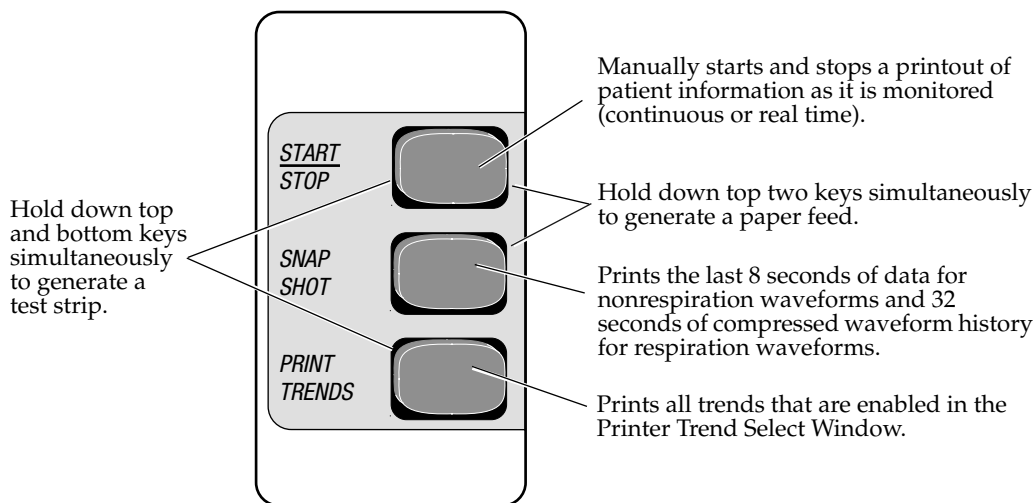 Manually starts and stops a printout of
patient information as it is monitored
(continuous or real time).
START
STOP
Hold down top two keys simultaneously
to generate a paper feed.
Hold down top
and bottom keys
simultaneously
to generate a
test strip.
SNAP
SHOT
Prints the last 8 seconds of data for
nonrespiration waveforms and 32
seconds of compressed waveform history
for respiration waveforms.
PRINT
TRENDS
Prints all trends that are enabled in the
Printer Trend Select Window.